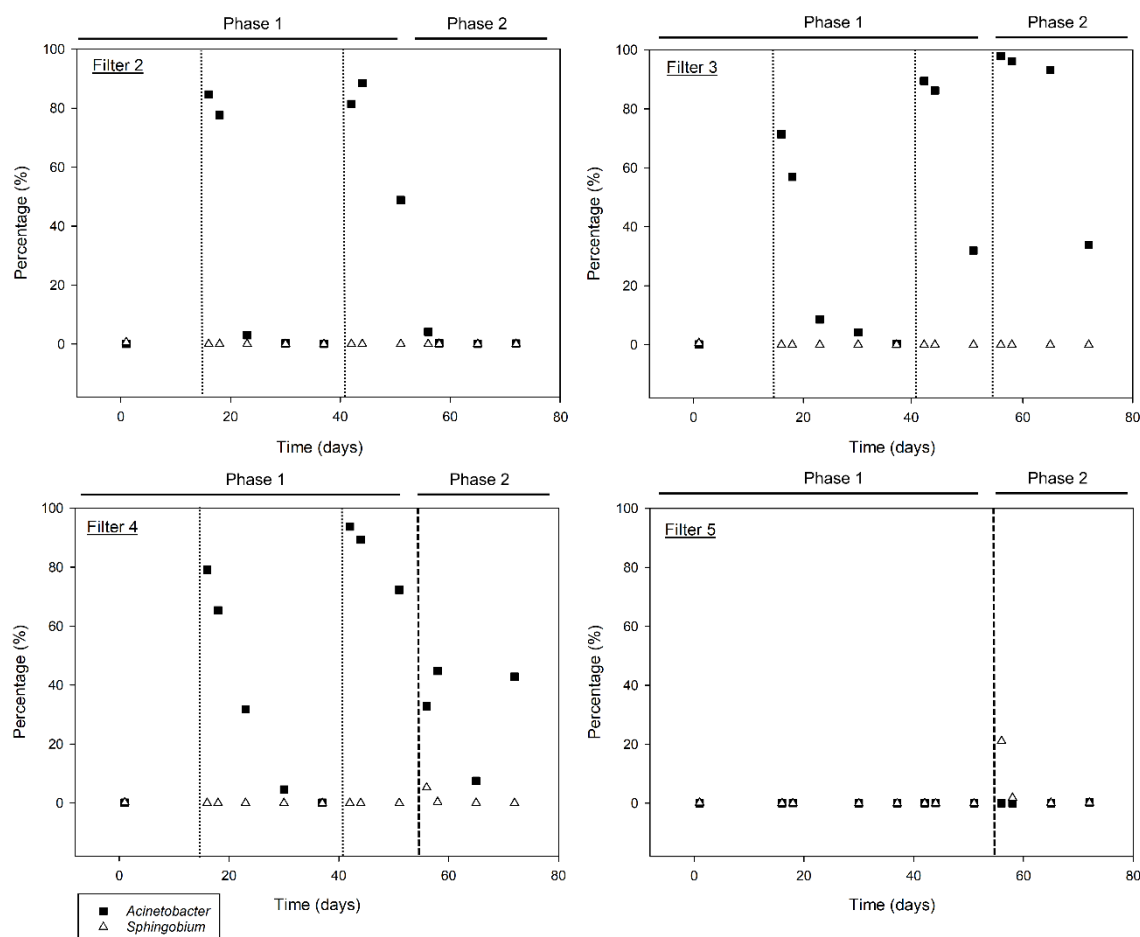 Phase 1 Phase 2 Phase 1 Phase 2
Filter 2
Percentage (%)
100
80
60
40
20
0
0 20 40 60 80
Time (days)
Filter 3
Percentage (%)
100
80
60
40
20
0
0 20 40 60 80
Time (days)
Phase 1 Phase 2 Phase 1 Phase 2
Filter 4
Percentage (%)
100
80
60
40
20
0
0 20 40 60 80
Time (days)
Filter 5
Percentage (%)
100
80
60
40
20
0
0 20 40 60 80
Time (days)
Acinetobacter
Sphingobium